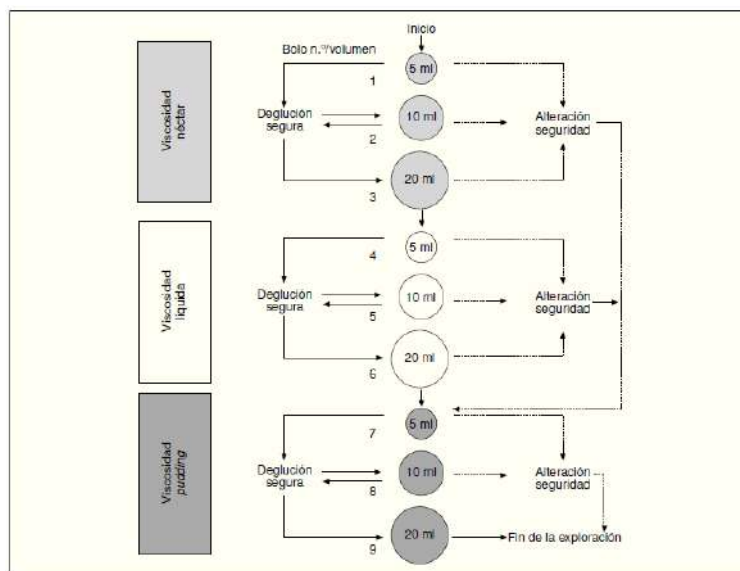 Inicio
Bolo n.º/volumen
Viscosidad
néctar
1
5 ml
Deglución
segura
2
10 ml
Alteración
seguridad
3
20 ml
Viscosidad
líquida
4
5 ml
Deglución
segura
5
10 ml
Alteración
seguridad
6
20 ml
Viscosidad
pudding
7
5 ml
Deglución
segura
8
10 ml
Alteración
seguridad
9
20 ml
Fin de la exploración